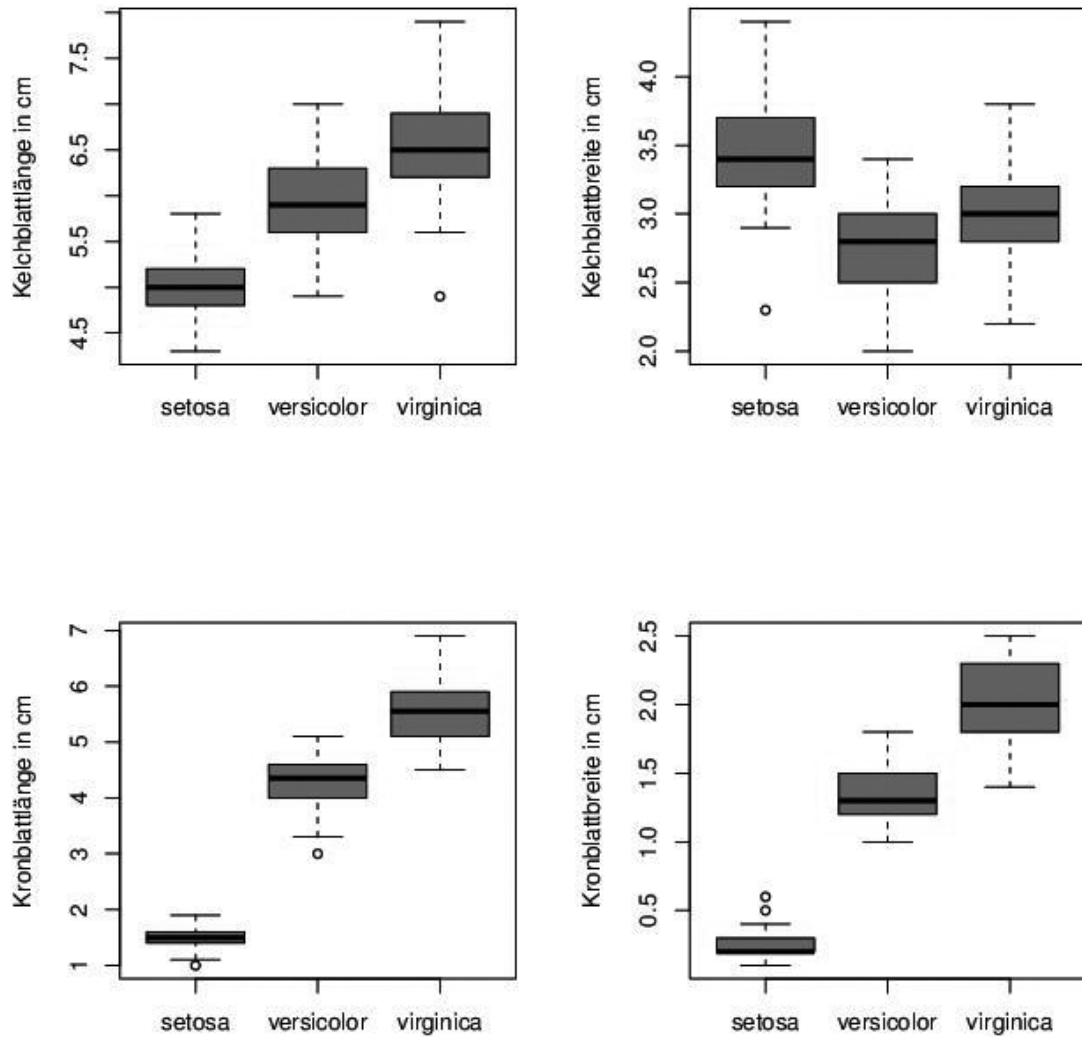 Kelchblattlänge in cm
7.5
6.5
5.5
4.5
setosa versicolor virginica
Kelchblattbreite in cm
4.0
3.5
3.0
2.5
2.0
setosa versicolor virginica
Kronblattlänge in cm
7
6
5
4
3
2
1
setosa versicolor virginica
Kronblattbreite in cm
2.5
2.0
1.5
1.0
0.5
setosa versicolor virginica